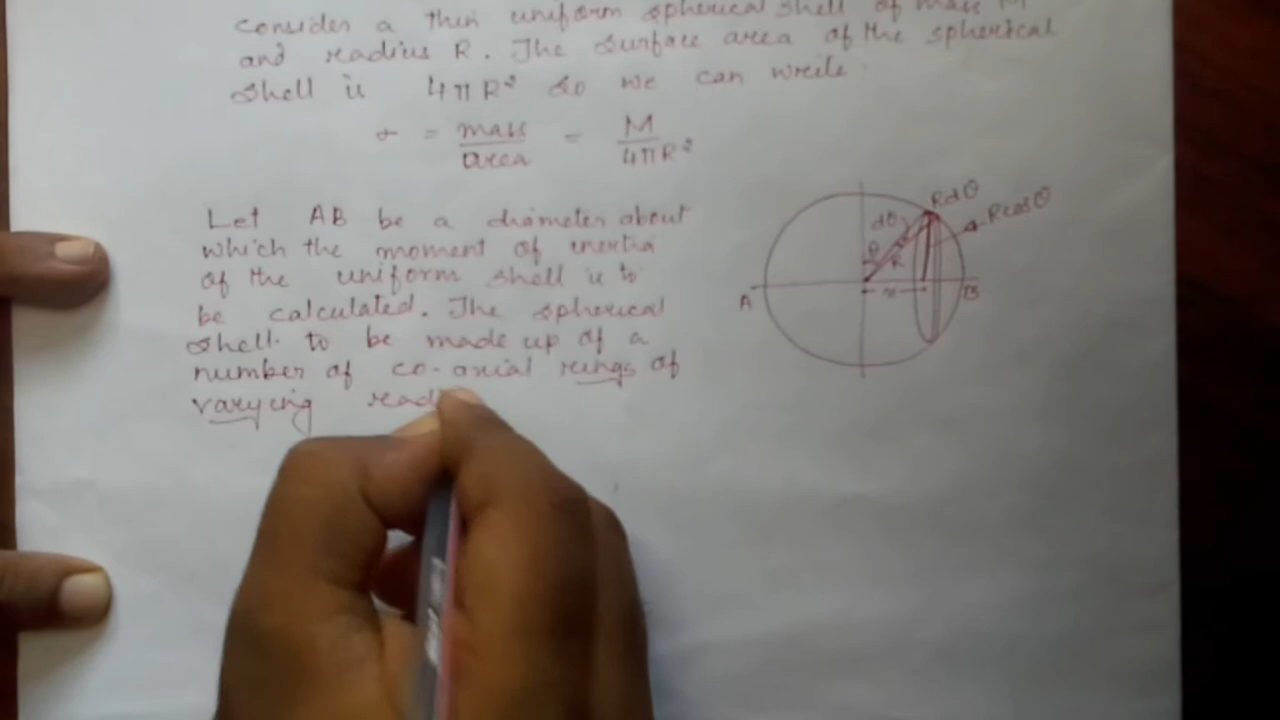 consider a thin uniform spherical shell of mass M
and radius R. The surface area of the spherical
shell is 4πR² so we can write
σ = mass/area = M/4πR²
Let AB be a diameter about
which the moment of inertia
of the uniform shell is to
be calculated. The spherical
shell to be made up of a
number of co-axial rings of
varying radi
Rdθ
dθ
Rcosθ
θ
R
x
A
B